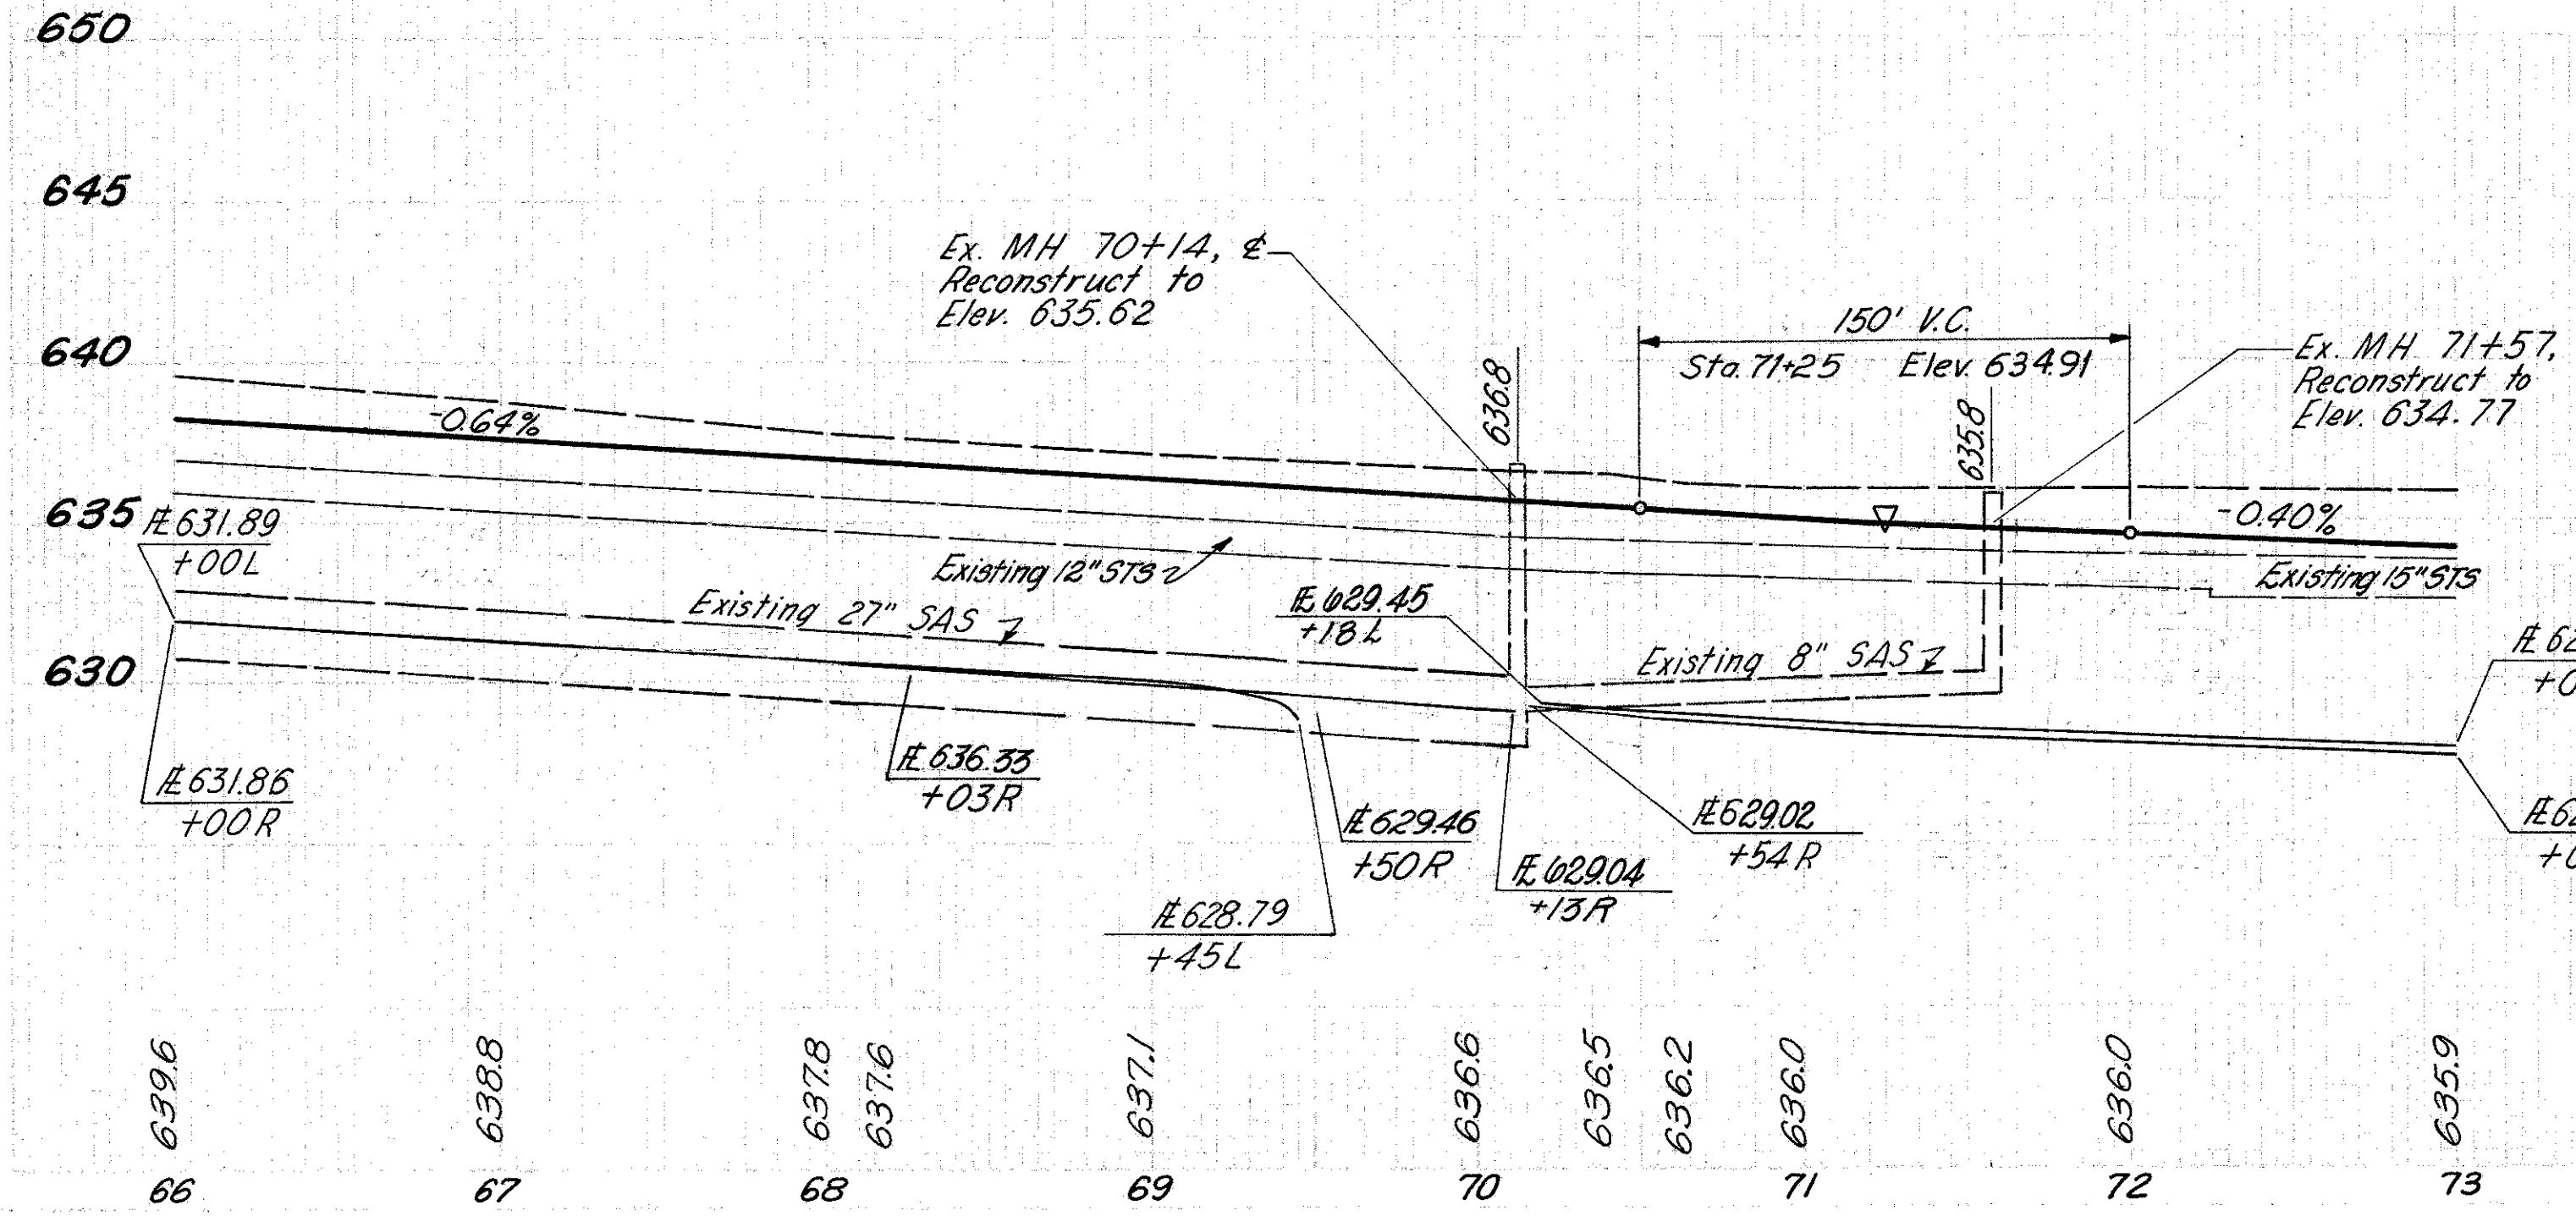 650
645
640
635
630
Ex. MH 70+14, ℄
Reconstruct to
Elev. 635.62
636.8
150' V.C.
Sta. 71+25 Elev. 634.91
635.8
Ex. MH 71+57,
Reconstruct to
Elev. 634.77
-0.64%
-0.40%
631.89
+00L
Existing 12" STS
Existing 15" STS
Existing 27" SAS
629.45
+18L
Existing 8" SAS
62
+0
631.86
+00R
636.33
+03R
629.46
+50R
629.02
+54R
629.04
+13R
628.79
+45L
62
+0
639.6
638.8
637.8
637.6
637.1
636.6
636.5
636.2
636.0
636.0
635.9
66 67 68 69 70 71 72 73